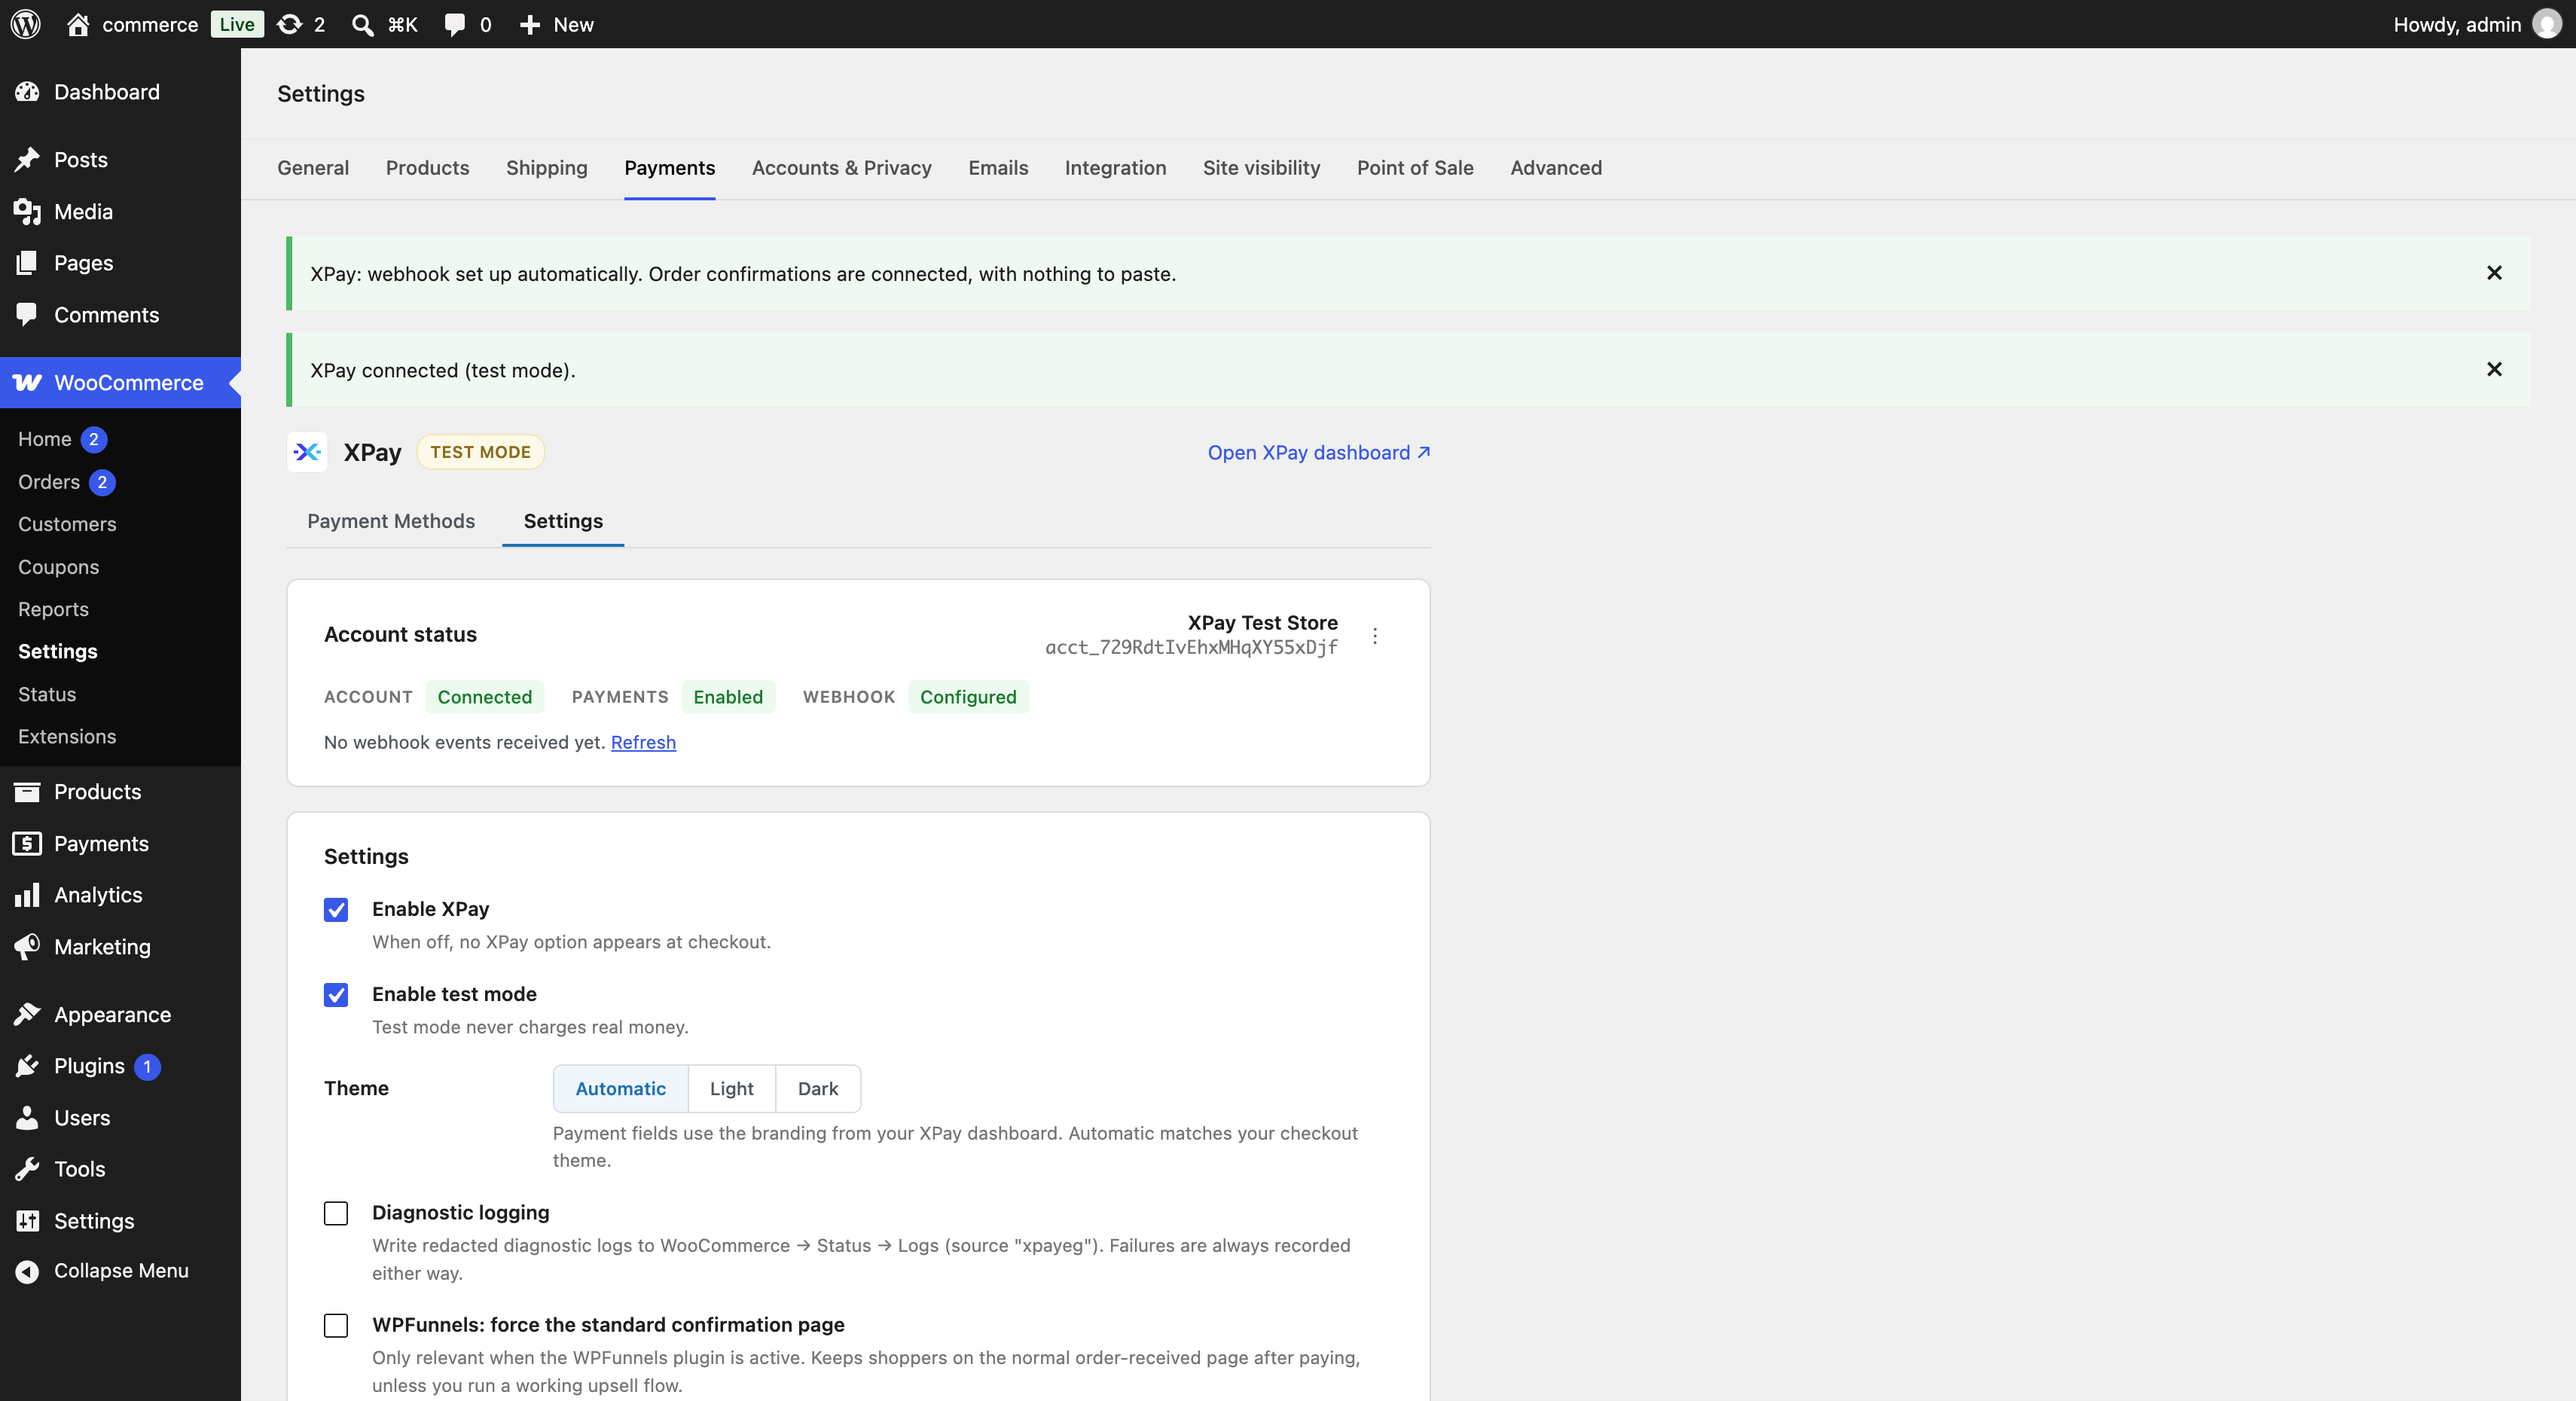 commerce Live 2 ⌘K 0 New Howdy, admin
Dashboard
Posts
Media
Pages
Comments
WooCommerce
Home 2
Orders 2
Customers
Coupons
Reports
Settings
Status
Extensions
Products
Payments
Analytics
Marketing
Appearance
Plugins 1
Users
Tools
Settings
Collapse Menu
Settings
General Products Shipping Payments Accounts & Privacy Emails Integration Site visibility Point of Sale Advanced
XPay: webhook set up automatically. Order confirmations are connected, with nothing to paste.
XPay connected (test mode).
XPay TEST MODE Open XPay dashboard ↗
Payment Methods Settings
Account status
XPay Test Store
acct_729RdtIvEhxMHqXY55xDjf
ACCOUNT Connected PAYMENTS Enabled WEBHOOK Configured
No webhook events received yet. Refresh
Settings
Enable XPay
When off, no XPay option appears at checkout.
Enable test mode
Test mode never charges real money.
Theme Automatic Light Dark
Payment fields use the branding from your XPay dashboard. Automatic matches your checkout
theme.
Diagnostic logging
Write redacted diagnostic logs to WooCommerce → Status → Logs (source "xpayeg"). Failures are always recorded
either way.
WPFunnels: force the standard confirmation page
Only relevant when the WPFunnels plugin is active. Keeps shoppers on the normal order-received page after paying,
unless you run a working upsell flow.